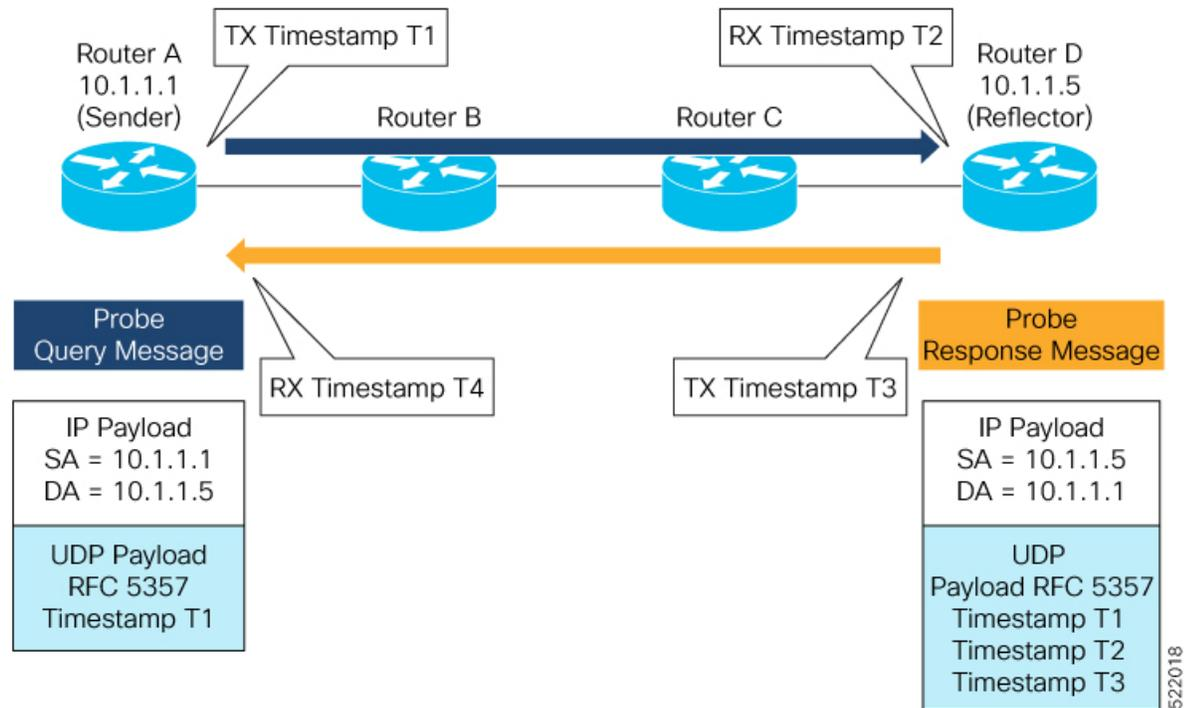 TX Timestamp T1
RX Timestamp T2
Router A
10.1.1.1
(Sender)
Router B
Router C
Router D
10.1.1.5
(Reflector)
Probe
Query Message
RX Timestamp T4
TX Timestamp T3
Probe
Response Message
IP Payload
SA = 10.1.1.1
DA = 10.1.1.5
UDP Payload
RFC 5357
Timestamp T1
IP Payload
SA = 10.1.1.5
DA = 10.1.1.1
UDP
Payload RFC 5357
Timestamp T1
Timestamp T2
Timestamp T3
522018